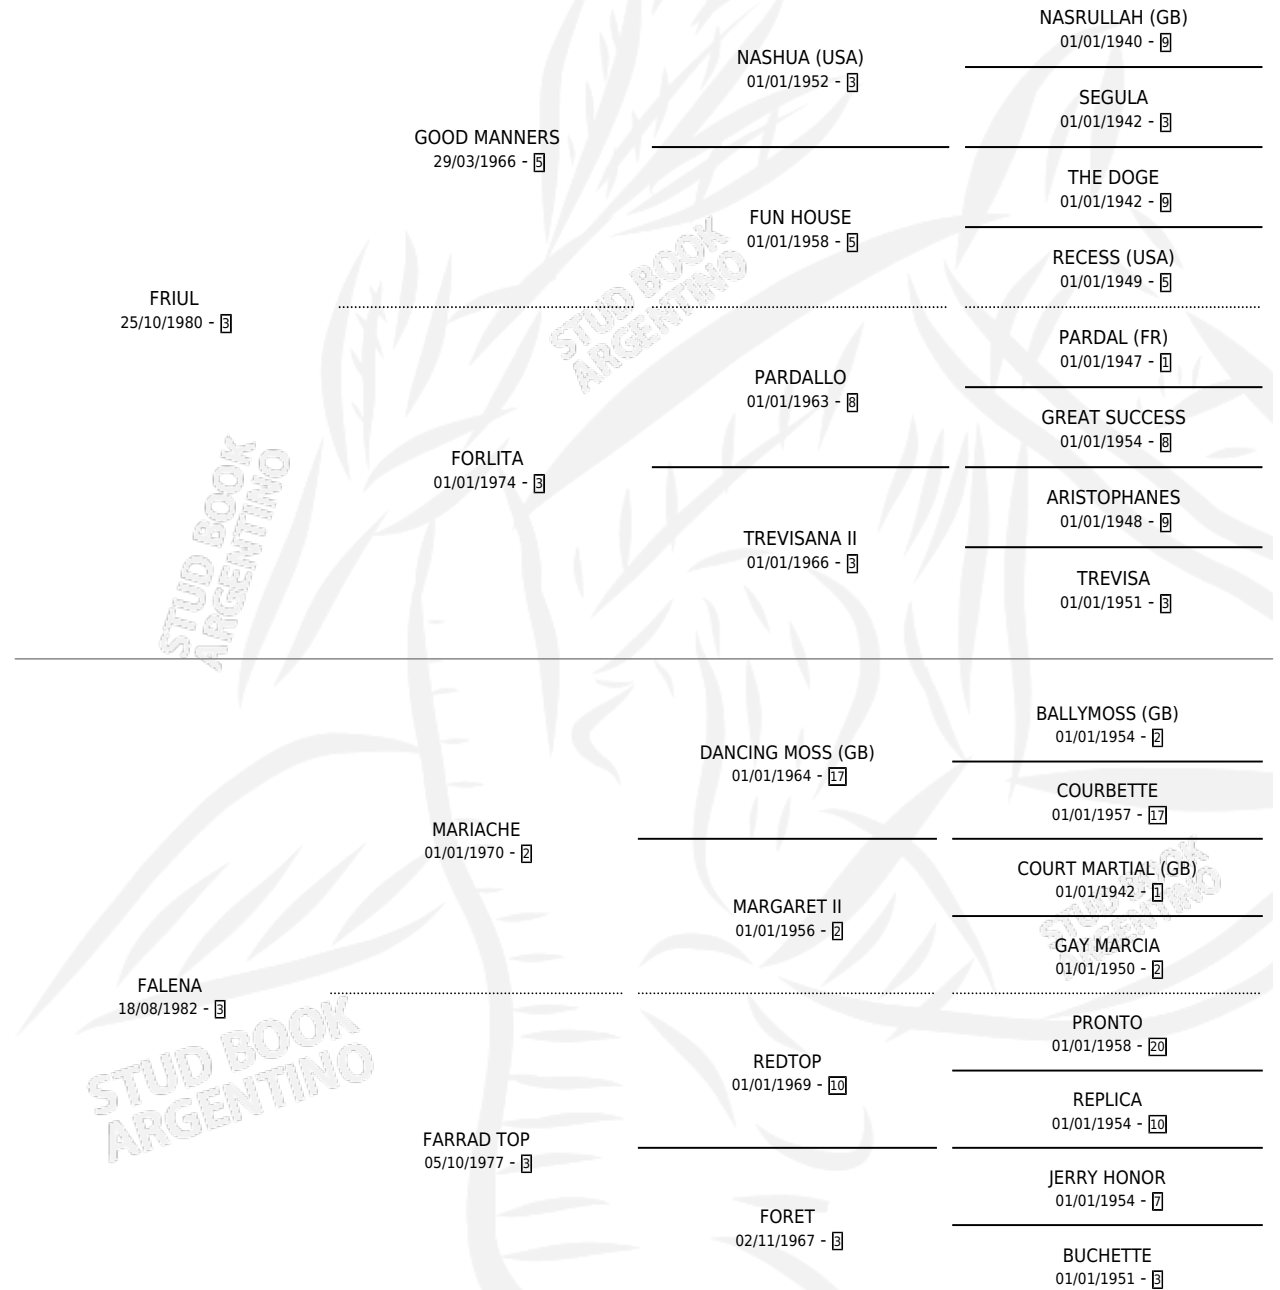 NASRULLAH (GB)
01/01/1940 - 9
NASHUA (USA)
01/01/1952 - 3
SEGULA
01/01/1942 - 3
GOOD MANNERS
29/03/1966 - 5
THE DOGE
01/01/1942 - 9
FUN HOUSE
01/01/1958 - 5
RECESS (USA)
01/01/1949 - 5
FRIUL
25/10/1980 - 3
PARDAL (FR)
01/01/1947 - 1
PARDALLO
01/01/1963 - 8
GREAT SUCCESS
01/01/1954 - 8
FORLITA
01/01/1974 - 3
ARISTOPHANES
01/01/1948 - 9
TREVISANA II
01/01/1966 - 3
TREVISA
01/01/1951 - 3
STUD BOOK
ARGENTINO
STUD BOOK
ARGENTINO
BALLYMOSS (GB)
01/01/1954 - 2
DANCING MOSS (GB)
01/01/1964 - 17
COURBETTE
01/01/1957 - 17
MARIACHE
01/01/1970 - 2
COURT MARTIAL (GB)
01/01/1942 - 1
MARGARET II
01/01/1956 - 2
GAY MARCIA
01/01/1950 - 2
FALENA
18/08/1982 - 3
PRONTO
01/01/1958 - 20
REDTOP
01/01/1969 - 10
REPLICA
01/01/1954 - 10
FARRAD TOP
05/10/1977 - 3
JERRY HONOR
01/01/1954 - 7
FORET
02/11/1967 - 3
BUCHETTE
01/01/1951 - 3
STUD BOOK
ARGENTINO
STUD BOOK
ARGENTINO